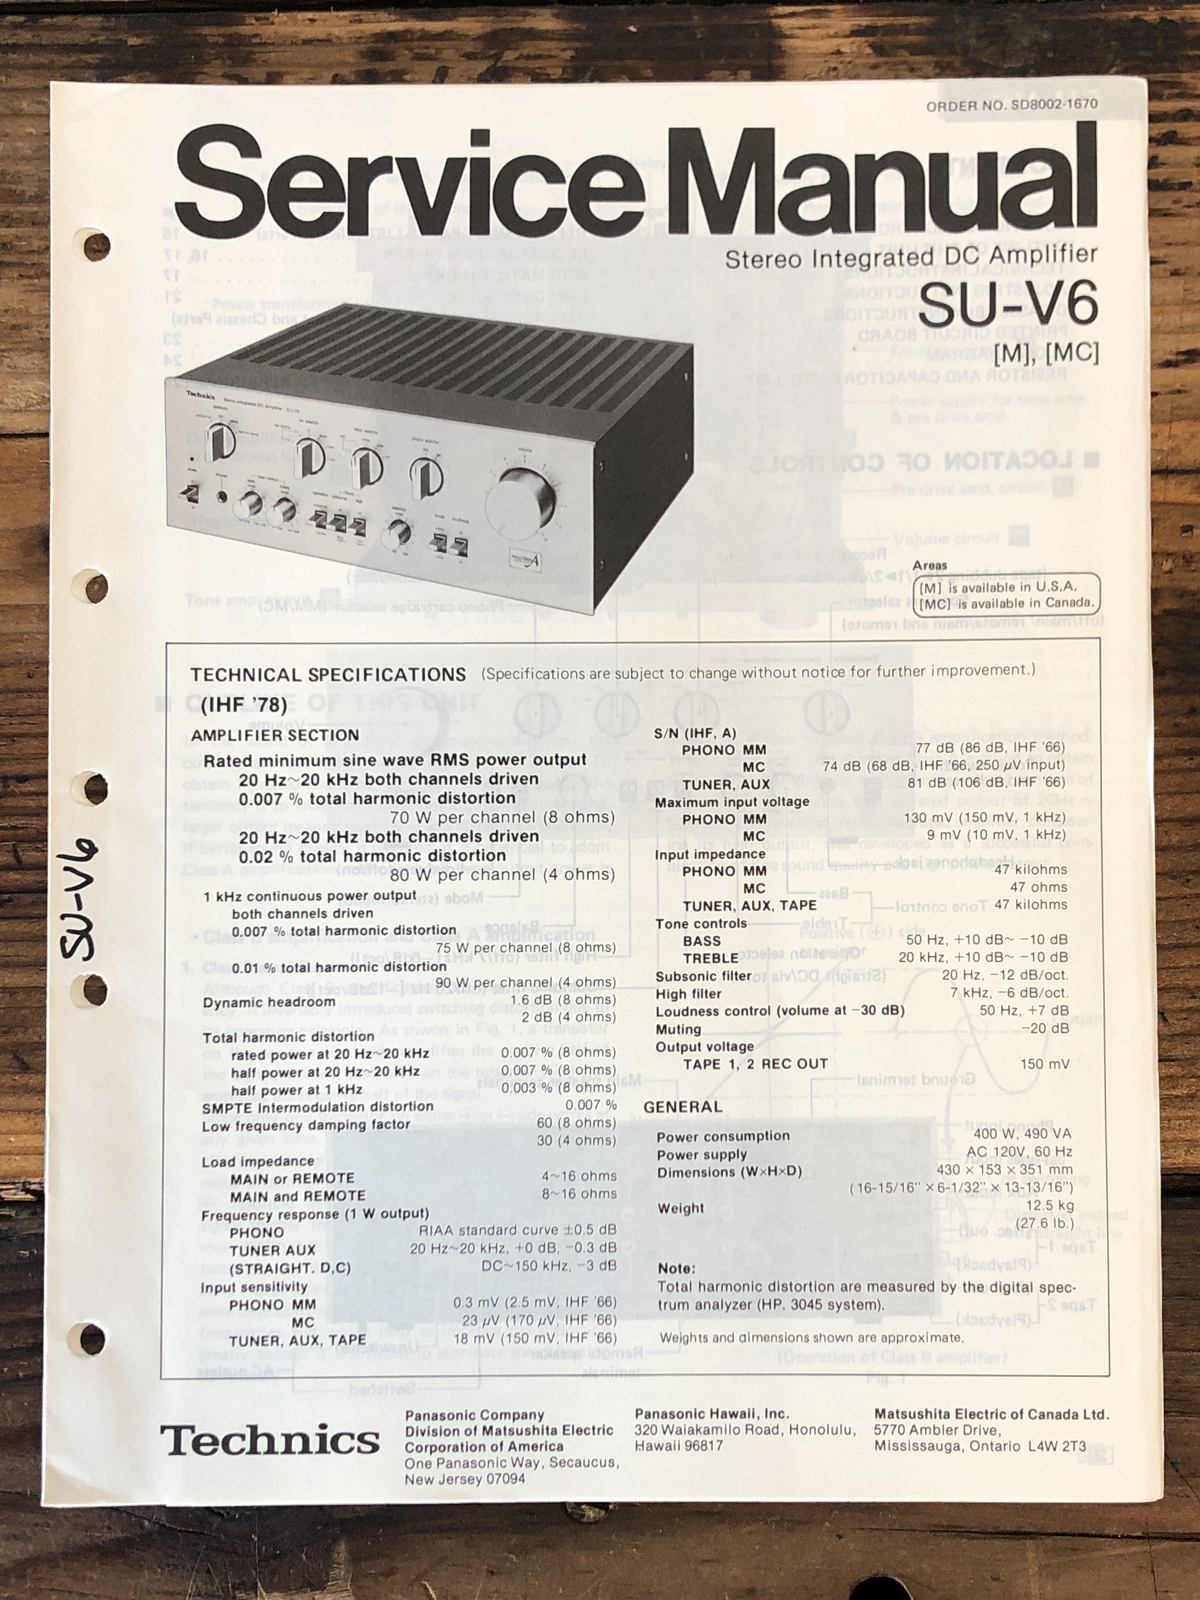 ORDER NO. SD8002-1670
Service Manual
Stereo Integrated DC Amplifier
SU-V6
[M], [MC]
Technics
Areas
[M] is available in U.S.A.
[MC] is available in Canada.
TECHNICAL SPECIFICATIONS (Specifications are subject to change without notice for further improvement.)
(IHF '78)
AMPLIFIER SECTION
Rated minimum sine wave RMS power output
20 Hz~20 kHz both channels driven
0.007 % total harmonic distortion
70 W per channel (8 ohms)
20 Hz~20 kHz both channels driven
0.02 % total harmonic distortion
80 W per channel (4 ohms)
1 kHz continuous power output
both channels driven
0.007 % total harmonic distortion
75 W per channel (8 ohms)
0.01 % total harmonic distortion
90 W per channel (4 ohms)
Dynamic headroom 1.6 dB (8 ohms)
2 dB (4 ohms)
Total harmonic distortion
rated power at 20 Hz~20 kHz 0.007 % (8 ohms)
half power at 20 Hz~20 kHz 0.007 % (8 ohms)
half power at 1 kHz 0.003 % (8 ohms)
SMPTE Intermodulation distortion 0.007 %
Low frequency damping factor 60 (8 ohms)
30 (4 ohms)
Load impedance
MAIN or REMOTE 4~16 ohms
MAIN and REMOTE 8~16 ohms
Frequency response (1 W output)
PHONO RIAA standard curve ±0.5 dB
TUNER AUX 20 Hz~20 kHz, +0 dB, −0.3 dB
(STRAIGHT. D,C) DC~150 kHz, −3 dB
Input sensitivity
PHONO MM 0.3 mV (2.5 mV, IHF '66)
MC 23 μV (170 μV, IHF '66)
TUNER, AUX, TAPE 18 mV (150 mV, IHF '66)
S/N (IHF, A)
PHONO MM 77 dB (86 dB, IHF '66)
MC 74 dB (68 dB, IHF '66, 250 μV input)
TUNER, AUX 81 dB (106 dB, IHF '66)
Maximum input voltage
PHONO MM 130 mV (150 mV, 1 kHz)
MC 9 mV (10 mV, 1 kHz)
Input impedance
PHONO MM 47 kilohms
MC 47 ohms
TUNER, AUX, TAPE 47 kilohms
Tone controls
BASS 50 Hz, +10 dB~ −10 dB
TREBLE 20 kHz, +10 dB~ −10 dB
Subsonic filter 20 Hz, −12 dB/oct.
High filter 7 kHz, −6 dB/oct.
Loudness control (volume at −30 dB) 50 Hz, +7 dB
Muting −20 dB
Output voltage
TAPE 1, 2 REC OUT 150 mV
GENERAL
Power consumption 400 W, 490 VA
Power supply AC 120V, 60 Hz
Dimensions (W×H×D) 430 × 153 × 351 mm
(16-15/16" ×6-1/32" × 13-13/16")
Weight 12.5 kg
(27.6 lb.)
Note:
Total harmonic distortion are measured by the digital spec-
trum analyzer (HP. 3045 system).
Weights and dimensions shown are approximate.
SU-V6
Technics
Panasonic Company
Division of Matsushita Electric
Corporation of America
One Panasonic Way, Secaucus,
New Jersey 07094
Panasonic Hawaii, Inc.
320 Waiakamilo Road, Honolulu,
Hawaii 96817
Matsushita Electric of Canada Ltd.
5770 Ambler Drive,
Mississauga, Ontario L4W 2T3